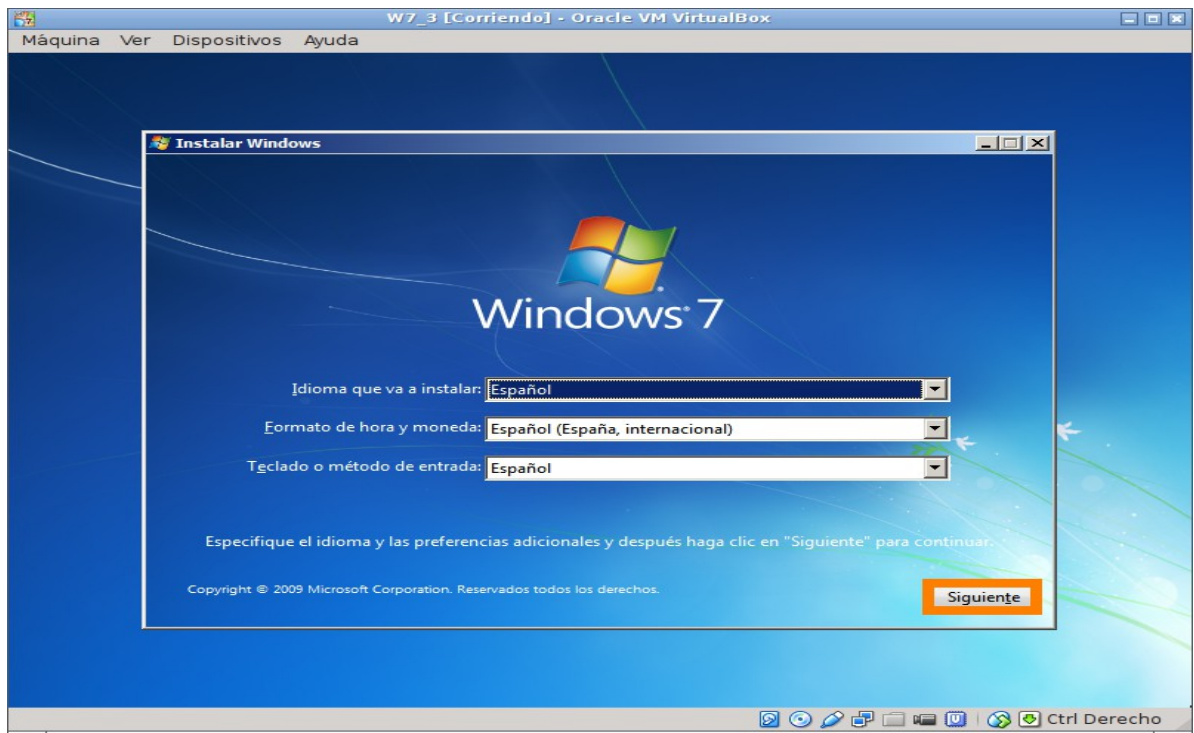 W7_3 [Corriendo] - Oracle VM VirtualBox
Máquina Ver Dispositivos Ayuda
Instalar Windows
Windows 7
Idioma que va a instalar: Español
Formato de hora y moneda: Español (España, internacional)
Teclado o método de entrada: Español
Especifique el idioma y las preferencias adicionales y después haga clic en "Siguiente" para continuar.
Copyright © 2009 Microsoft Corporation. Reservados todos los derechos.
Siguiente
Ctrl Derecho